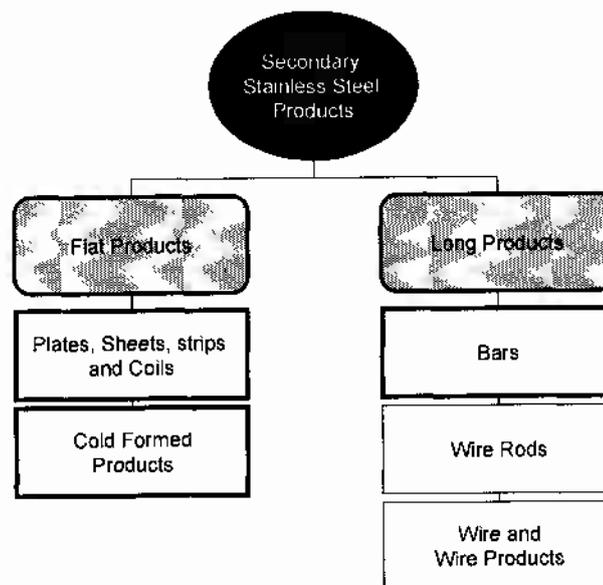 Secondary
Stainless Steel
Products
Flat Products
Long Products
Plates, Sheets, strips
and Coils
Bars
Cold Formed
Products
Wire Rods
Wire and
Wire Products